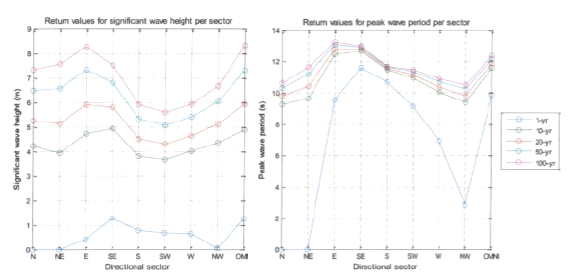 Return values for significant wave height per sector
Significant wave height (m)
9
8
7
6
5
4
3
2
1
0
N NE E SE S SW W NW OMNI
Directional sector
Return values for peak wave period per sector
Peak wave period (s)
14
12
10
8
6
4
2
0
N NE E SE S SW W NW OMNI
Directional sector
1-yr
10-yr
20-yr
50-yr
100-yr